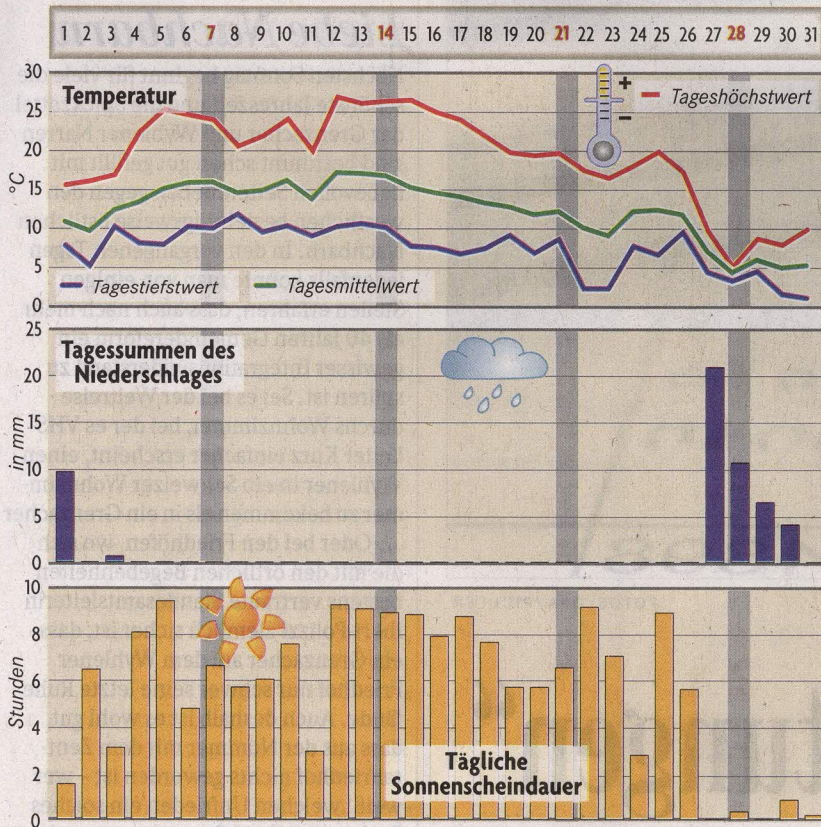 1 2 3 4 5 6 7 8 9 10 11 12 13 14 15 16 17 18 19 20 21 22 23 24 25 26 27 28 29 30 31
30
25
20
15
10
5
0
°C
Temperatur
+
−
Tageshöchstwert
Tagestiefstwert
Tagesmittelwert
25
20
15
10
5
0
in mm
Tagessummen des
Niederschlages
10
8
6
4
2
0
Stunden
Tägliche
Sonnenscheindauer